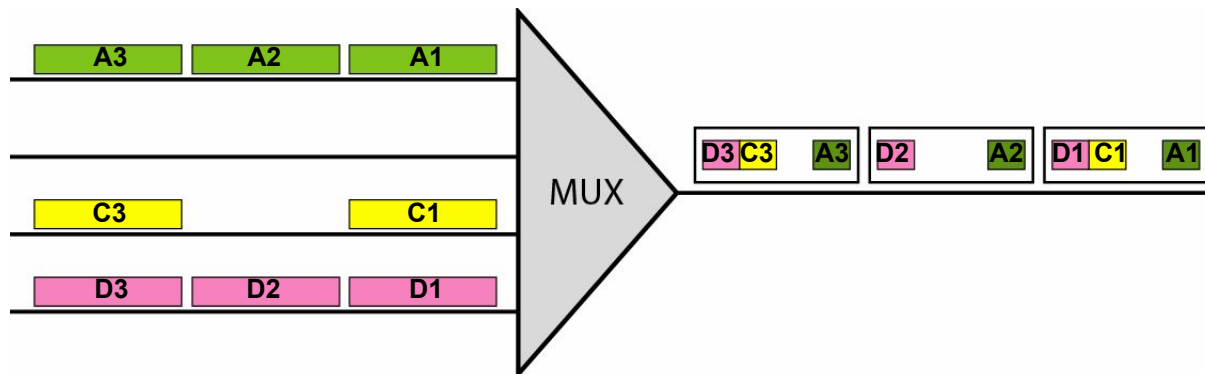 A3 A2 A1
D3 C3 A3 D2 A2 D1 C1 A1
MUX
C3 C1
D3 D2 D1